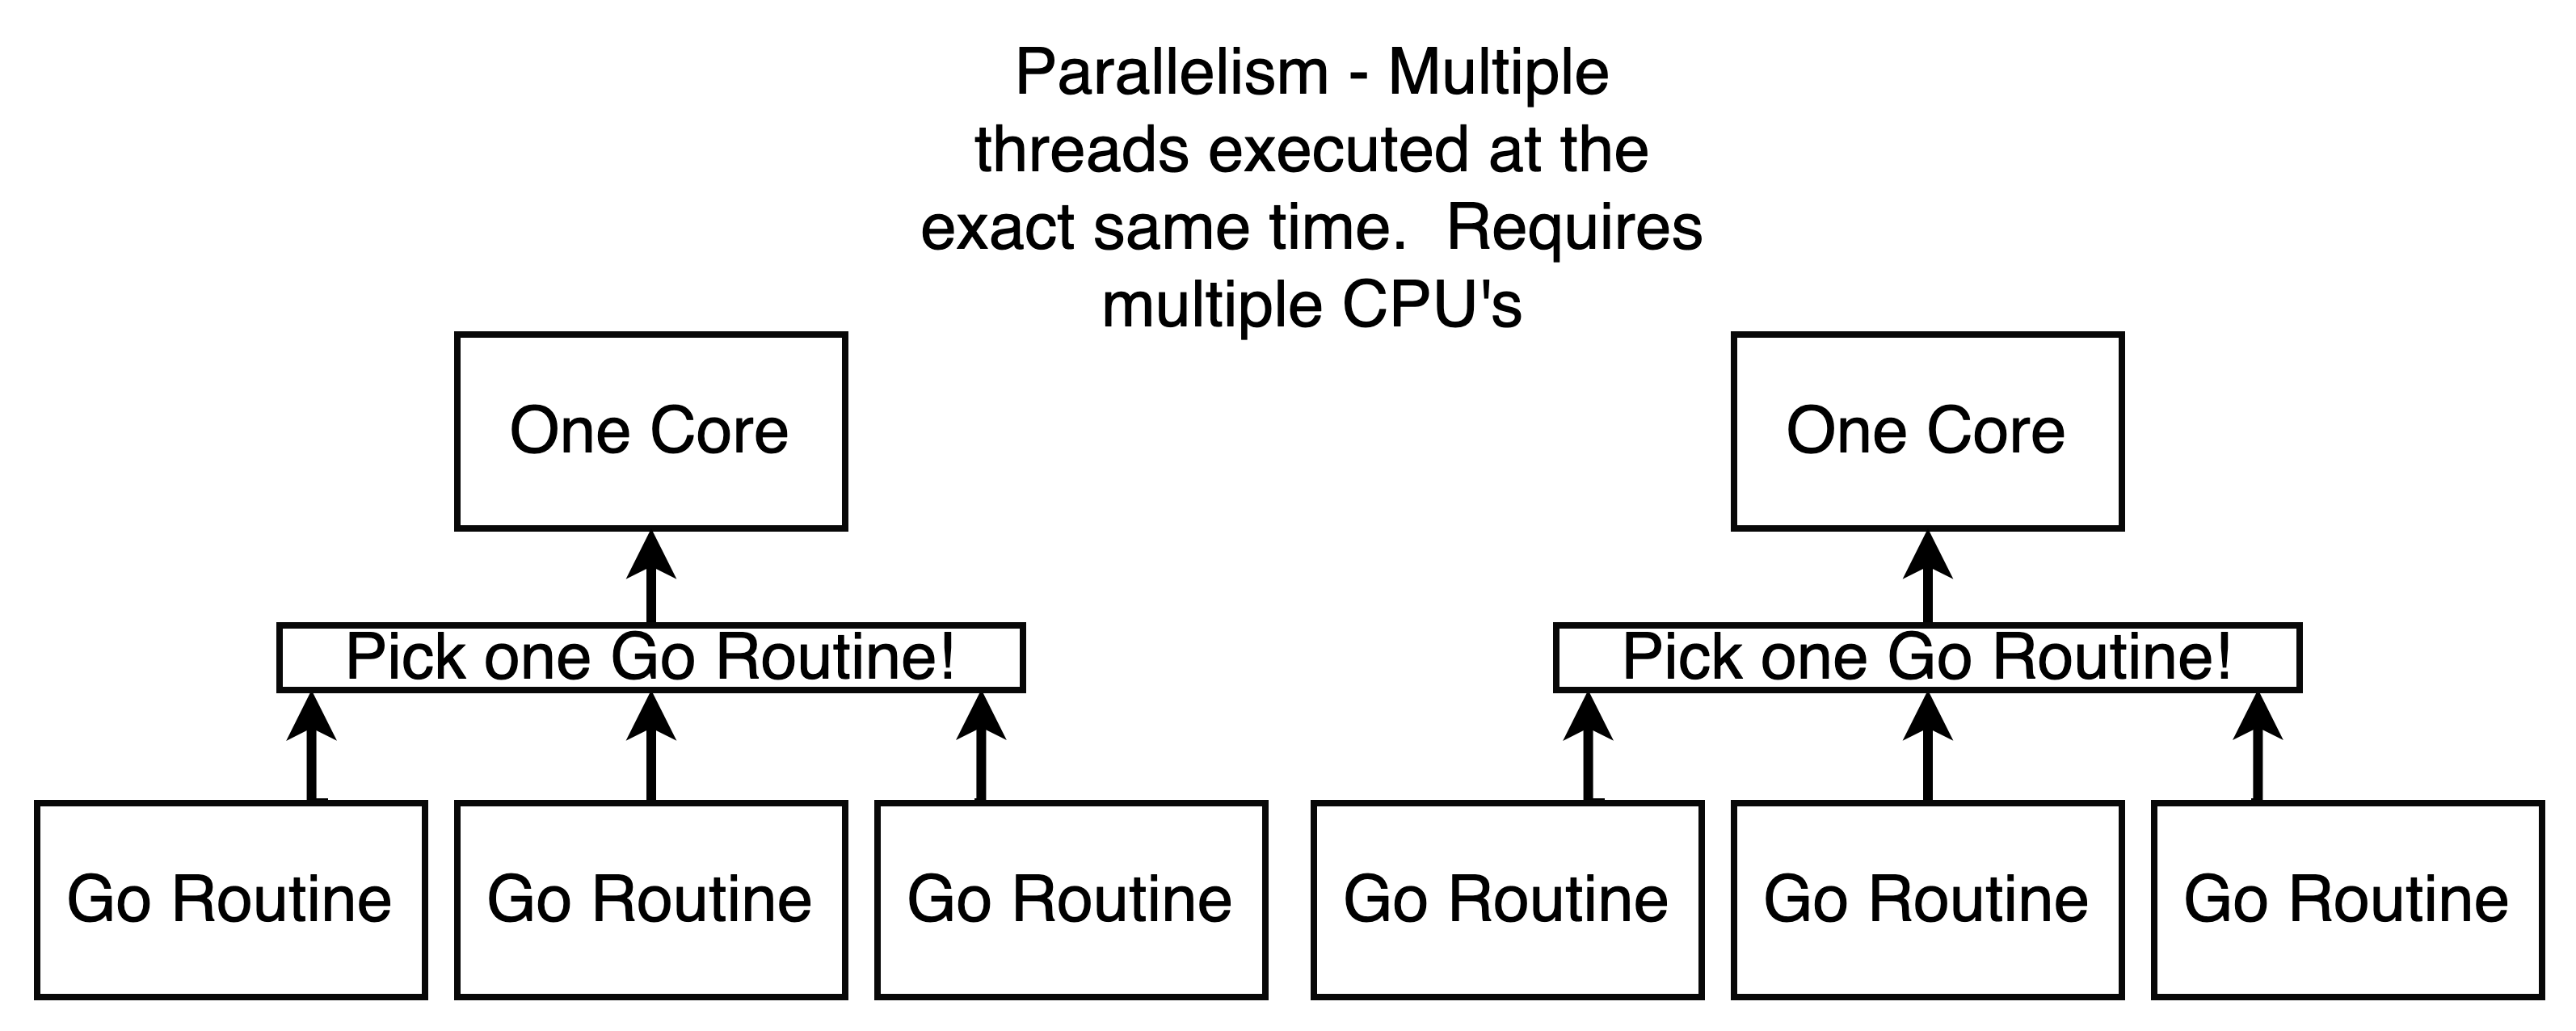 Parallelism - Multiple
threads executed at the
exact same time.  Requires
multiple CPU's
One Core
One Core
Pick one Go Routine!
Pick one Go Routine!
Go Routine
Go Routine
Go Routine
Go Routine
Go Routine
Go Routine